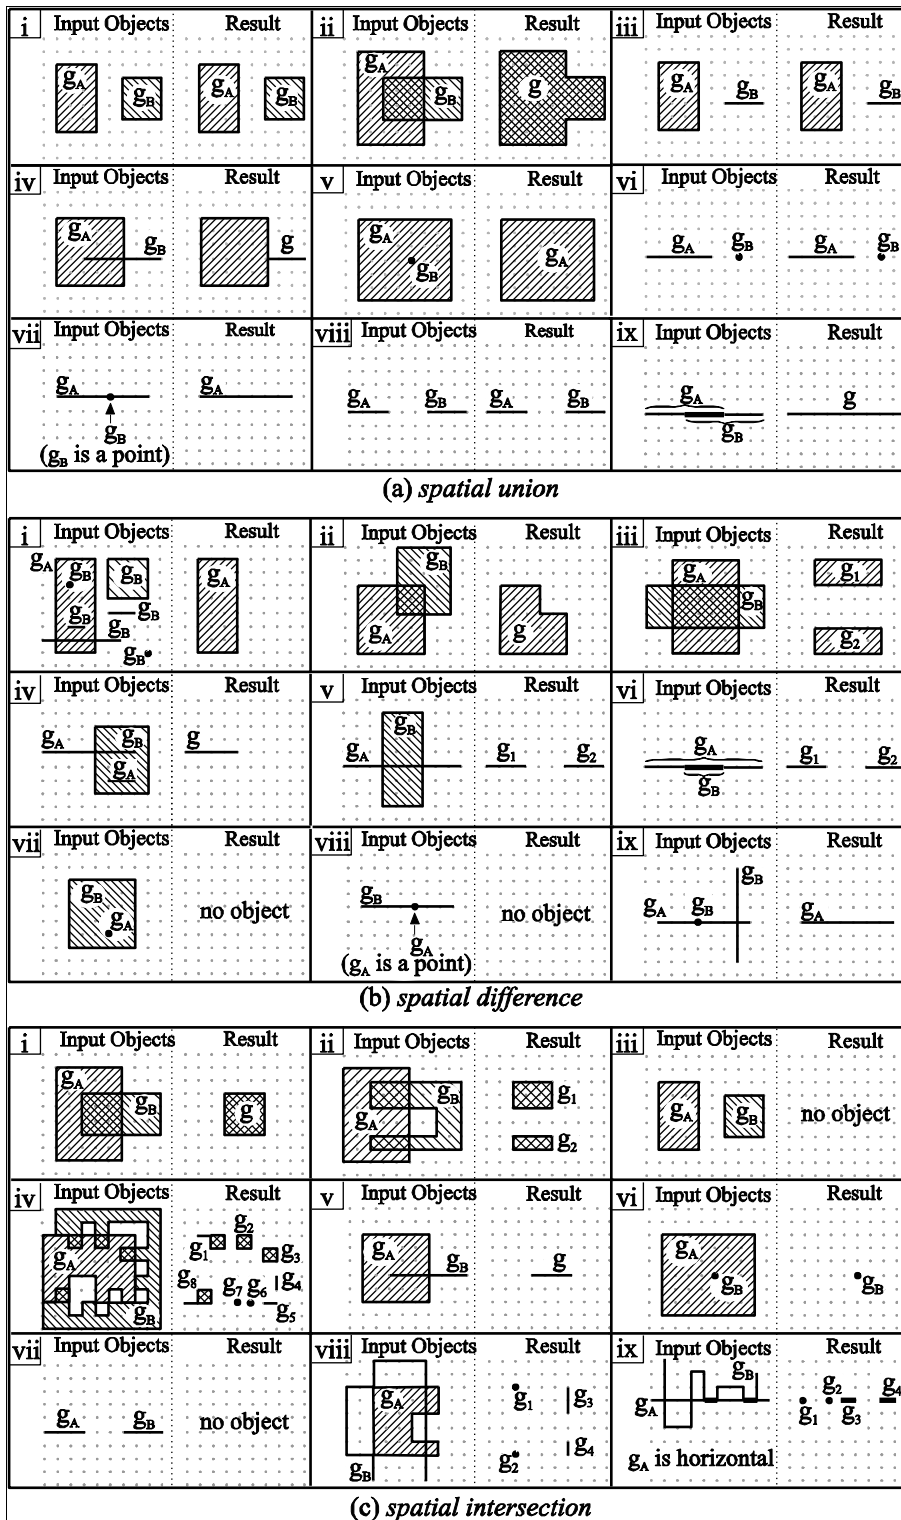 i Input Objects Result ii Input Objects Result iii Input Objects Result
gA gB gA gB gA gB g gA gB gA gB
iv Input Objects Result v Input Objects Result vi Input Objects Result
gA gB g gA gB gA gA gB gA gB
vii Input Objects Result viii Input Objects Result ix Input Objects Result
gA gB gA gA gB gA gB gA gB g
(gB is a point)
(a) spatial union
i Input Objects Result ii Input Objects Result iii Input Objects Result
gA gB gB gB gB gB gB gA gB gA g gA gB g1 g2
iv Input Objects Result v Input Objects Result vi Input Objects Result
gA gB gA g gB gA g1 g2 gA gB g1 g2
vii Input Objects Result viii Input Objects Result ix Input Objects Result
gB gA no object gB gA no object gB gA gB gA
(gA is a point)
(b) spatial difference
i Input Objects Result ii Input Objects Result iii Input Objects Result
gA gB g gB gA g1 g2 gA gB no object
iv Input Objects Result v Input Objects Result vi Input Objects Result
gA gB g1 g2 g3 g4 g5 g6 g7 g8 gA gB g gA gB gB
vii Input Objects Result viii Input Objects Result ix Input Objects Result
gA gB no object gA gB g1 g2 g3 g4 gB gA g1 g2 g3 g4
gA is horizontal
(c) spatial intersection